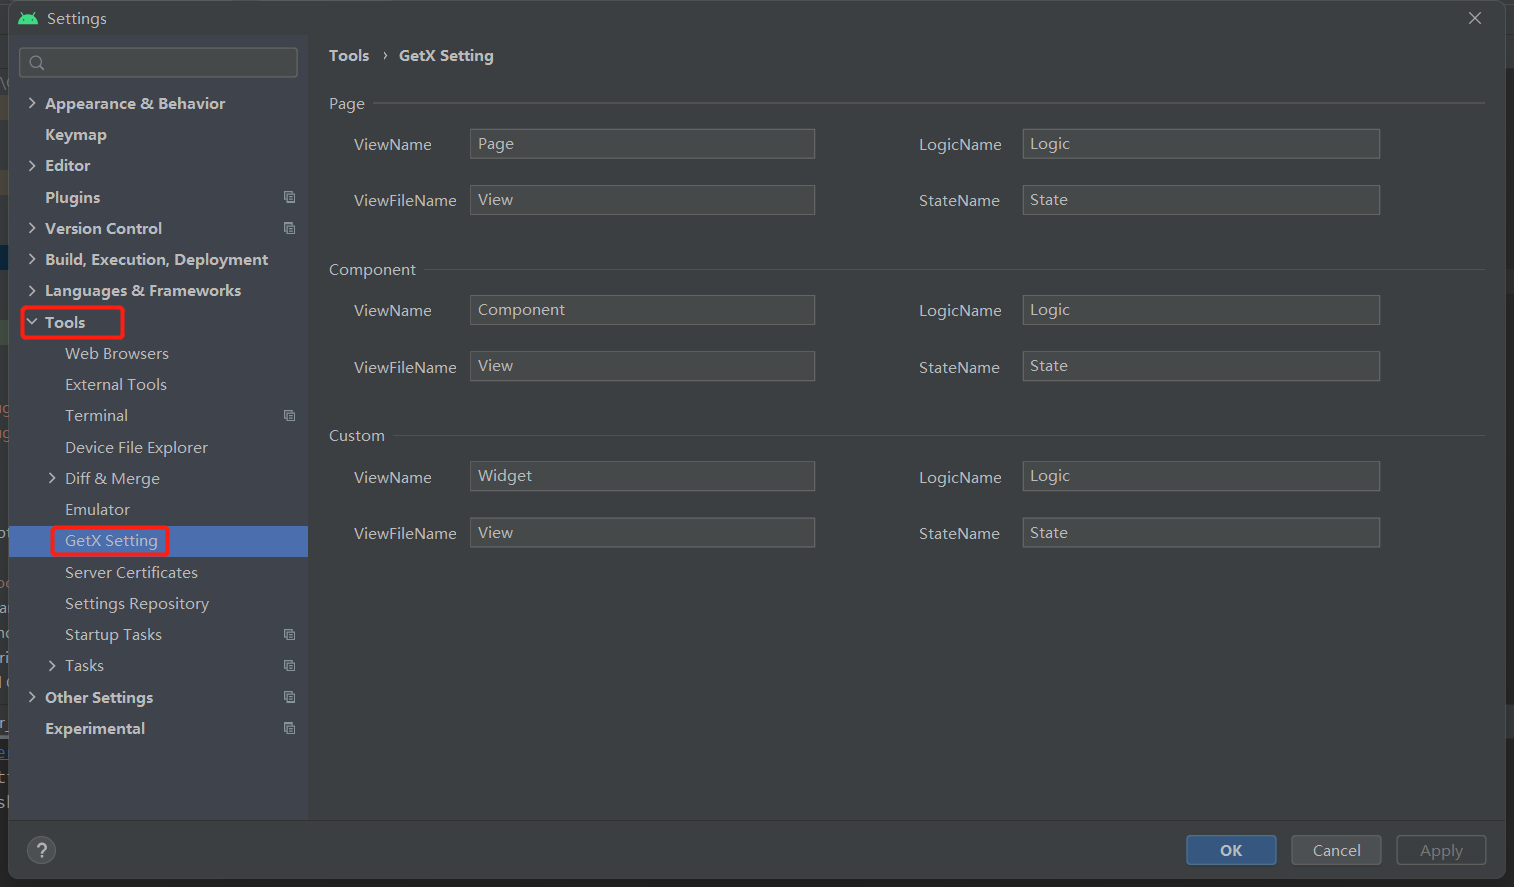 Settings
Tools › GetX Setting
Appearance & Behavior
Keymap
Editor
Plugins
Version Control
Build, Execution, Deployment
Languages & Frameworks
Tools
Web Browsers
External Tools
Terminal
Device File Explorer
Diff & Merge
Emulator
GetX Setting
Server Certificates
Settings Repository
Startup Tasks
Tasks
Other Settings
Experimental
Page
ViewName Page LogicName Logic
ViewFileName View StateName State
Component
ViewName Component LogicName Logic
ViewFileName View StateName State
Custom
ViewName Widget LogicName Logic
ViewFileName View StateName State
?
OK Cancel Apply